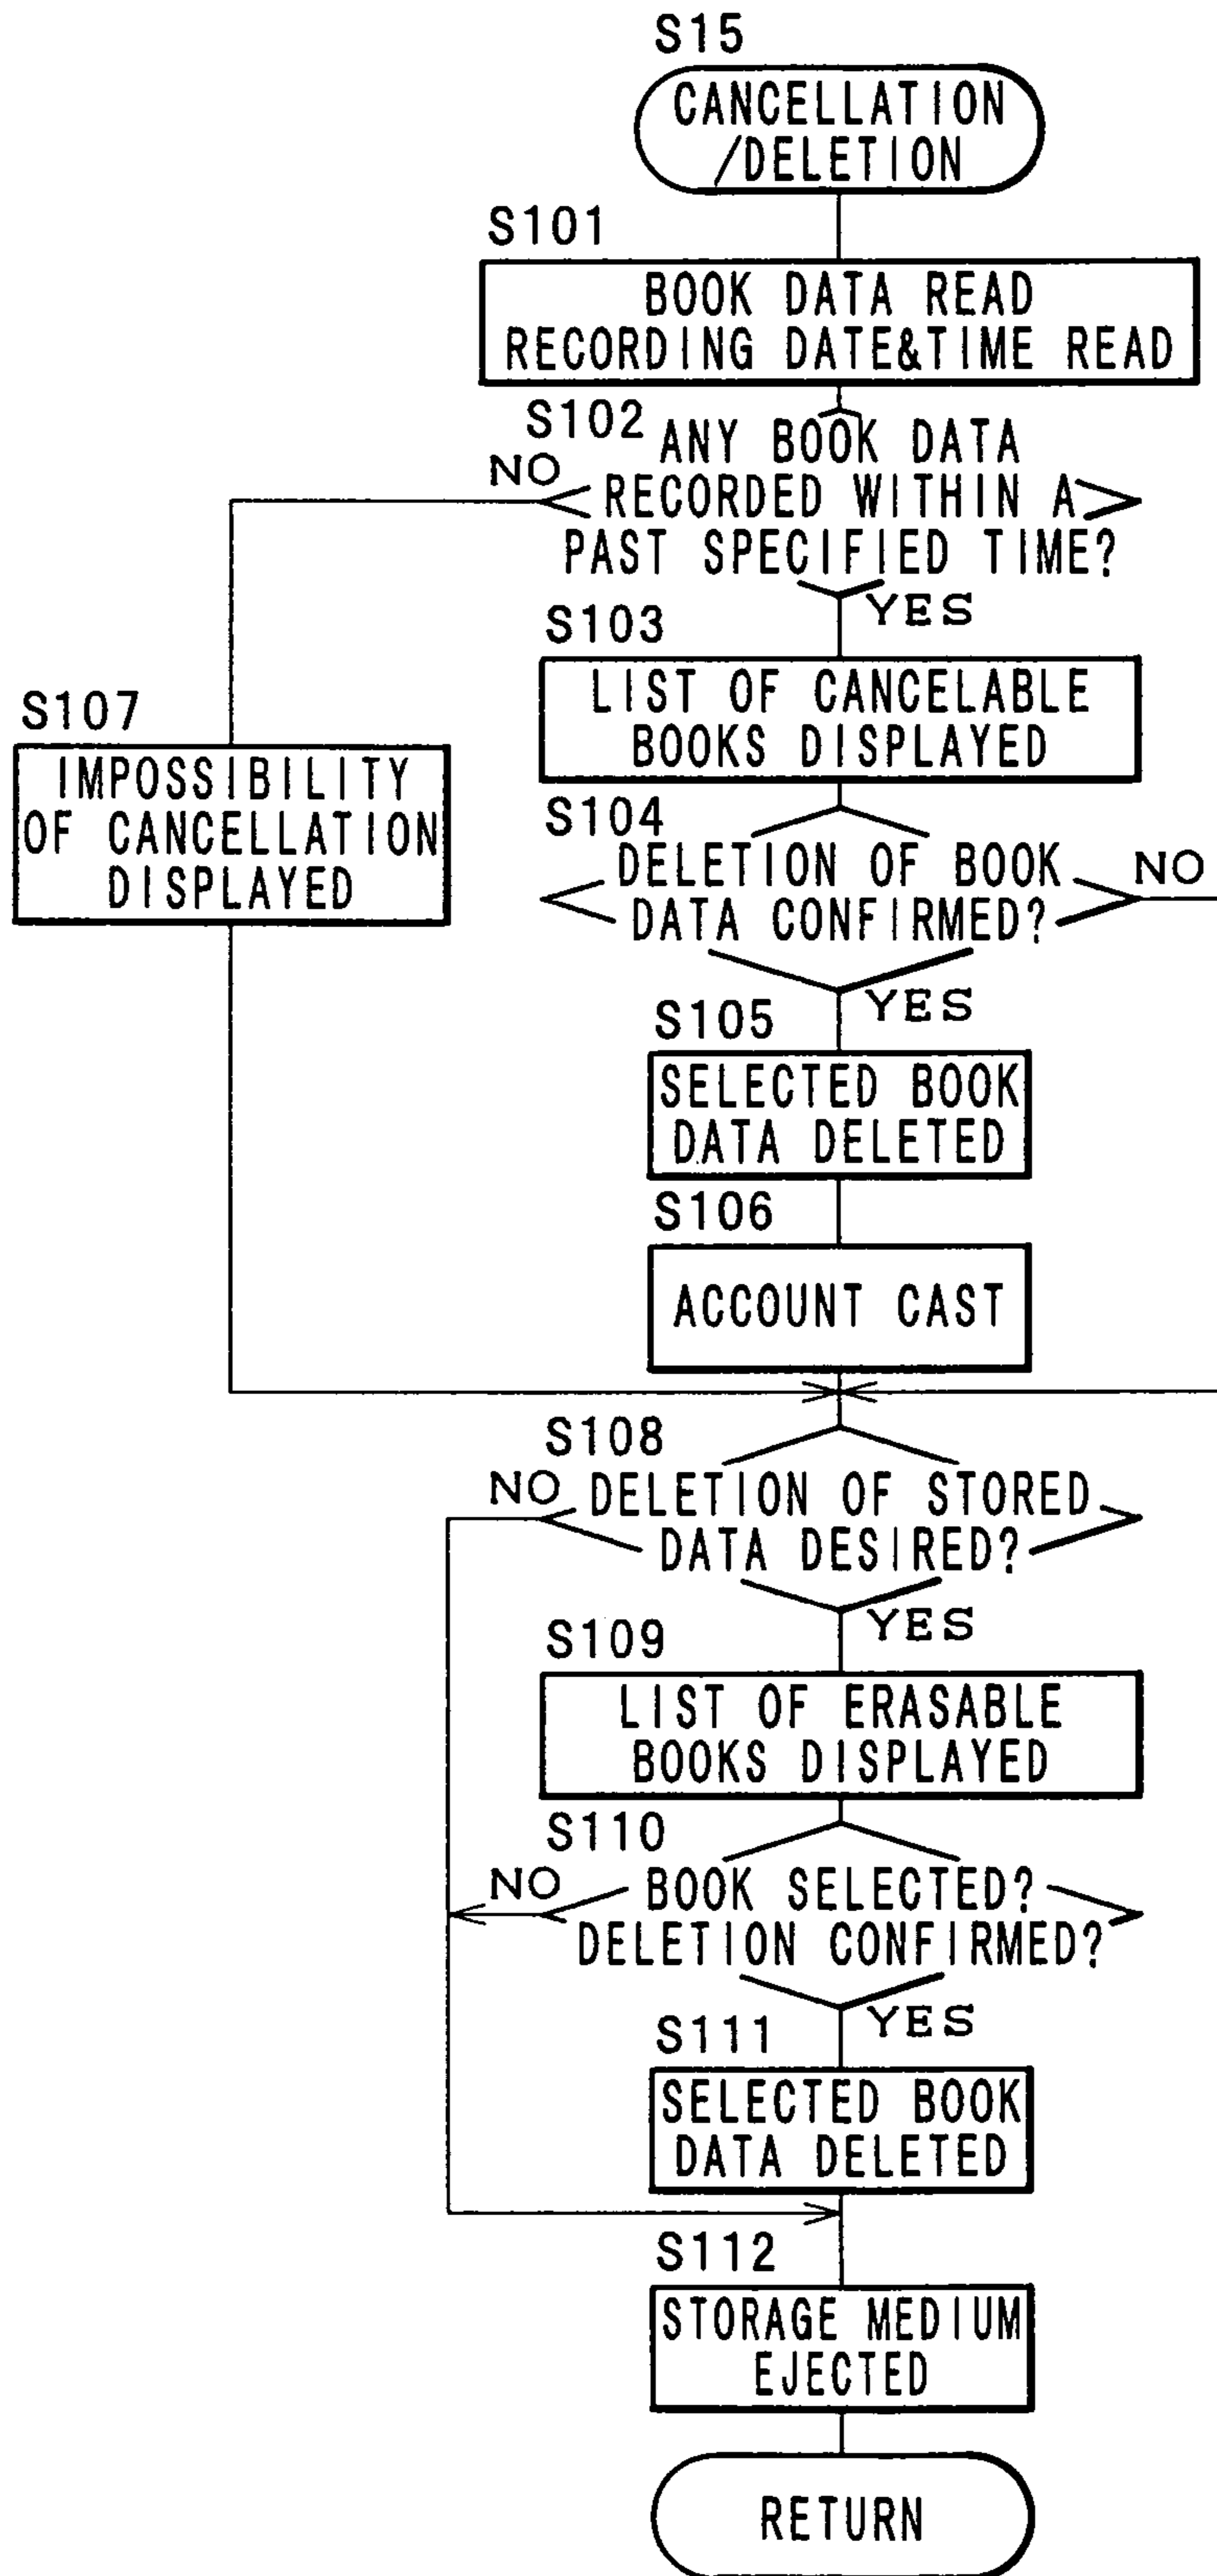 S15
CANCELLATION
/DELETION
S101
BOOK DATA READ
RECORDING DATE&TIME READ
S102
ANY BOOK DATA
NO
RECORDED WITHIN A
PAST SPECIFIED TIME?
YES
S103
LIST OF CANCELABLE
BOOKS DISPLAYED
S107
IMPOSSIBILITY
OF CANCELLATION
DISPLAYED
S104
DELETION OF BOOK
NO
DATA CONFIRMED?
YES
S105
SELECTED BOOK
DATA DELETED
S106
ACCOUNT CAST
S108
NO
DELETION OF STORED
DATA DESIRED?
YES
S109
LIST OF ERASABLE
BOOKS DISPLAYED
S110
NO
BOOK SELECTED?
DELETION CONFIRMED?
YES
S111
SELECTED BOOK
DATA DELETED
S112
STORAGE MEDIUM
EJECTED
RETURN